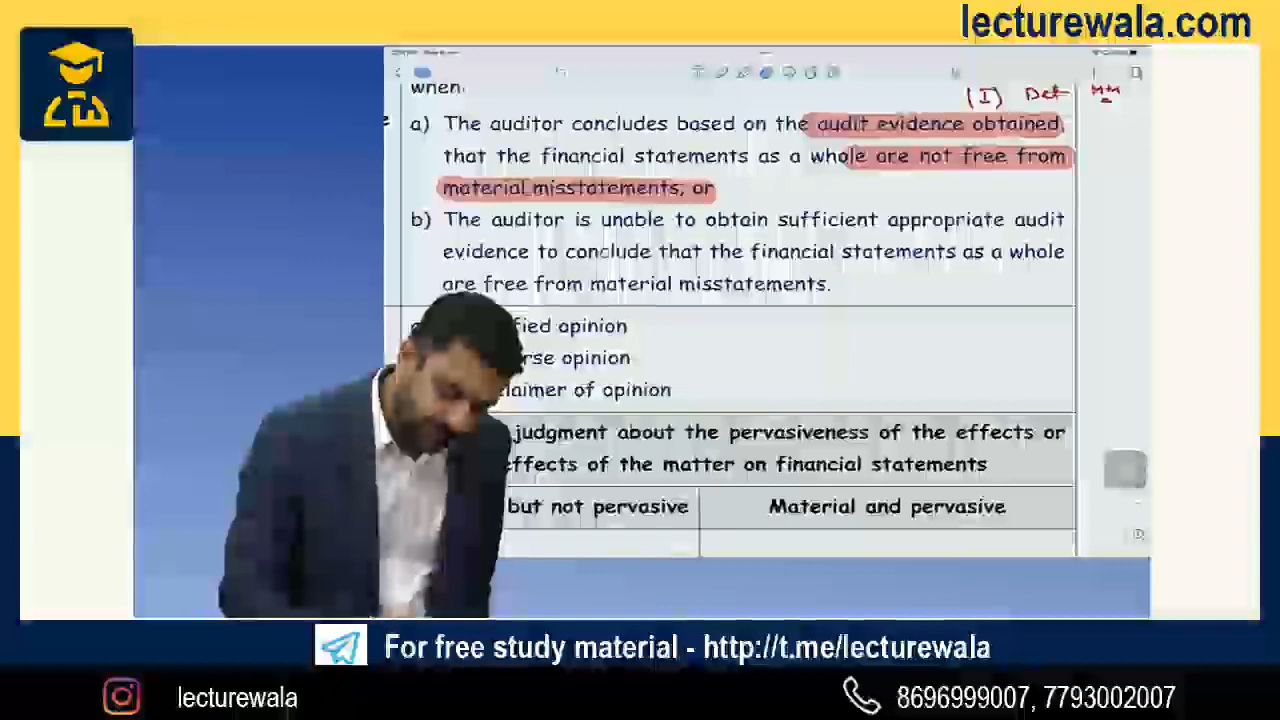 lecturewala.com
when
(I) Def MM
a) The auditor concludes based on the audit evidence obtained,
that the financial statements as a whole are not free from
material misstatements; or
b) The auditor is unable to obtain sufficient appropriate audit
evidence to conclude that the financial statements as a whole
are free from material misstatements.
fied opinion
rse opinion
laimer of opinion
judgment about the pervasiveness of the effects or
effects of the matter on financial statements
but not pervasive Material and pervasive
For free study material - http://t.me/lecturewala
lecturewala 8696999007, 7793002007